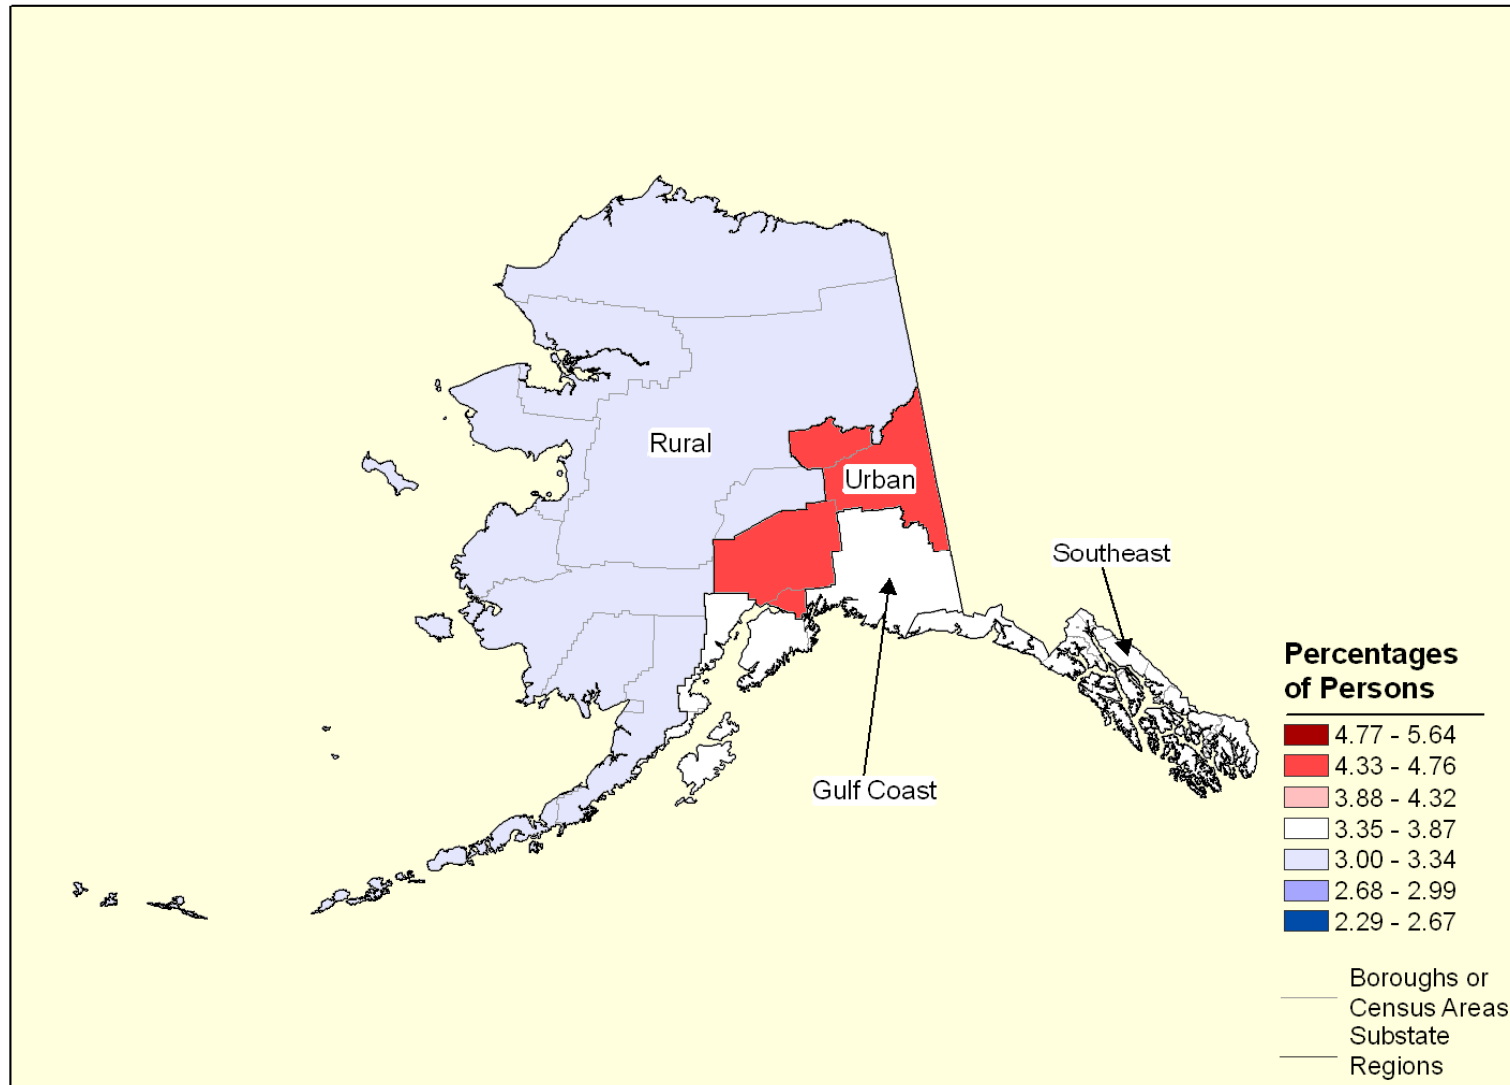 Rural
Urban
Southeast
Gulf Coast
Percentages
of Persons
4.77 - 5.64
4.33 - 4.76
3.88 - 4.32
3.35 - 3.87
3.00 - 3.34
2.68 - 2.99
2.29 - 2.67
Boroughs or
Census Areas
Substate
Regions